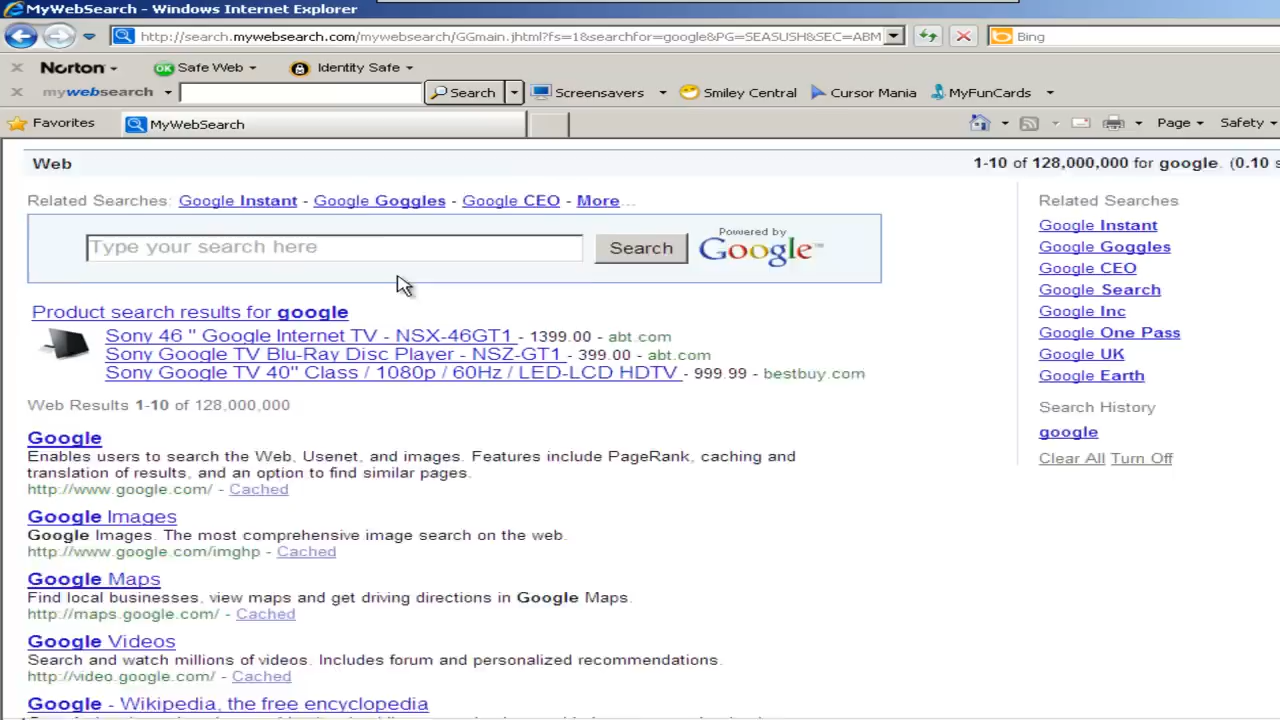 MyWebSearch - Windows Internet Explorer
http://search.mywebsearch.com/mywebsearch/GGmain.jhtml?fs=1&searchfor=google&PG=SEASUSH&SEC=ABM Bing
Norton Safe Web Identity Safe
mywebsearch Search Screensavers Smiley Central Cursor Mania MyFunCards
Favorites MyWebSearch Page Safety
Web 1-10 of 128,000,000 for google. (0.10 s
Related Searches: Google Instant - Google Goggles - Google CEO - More...
Type your search here Search Powered by Google™
Product search results for google
Sony 46 " Google Internet TV - NSX-46GT1 - 1399.00 - abt.com
Sony Google TV Blu-Ray Disc Player - NSZ-GT1 - 399.00 - abt.com
Sony Google TV 40" Class / 1080p / 60Hz / LED-LCD HDTV - 999.99 - bestbuy.com
Web Results 1-10 of 128,000,000
Google
Enables users to search the Web, Usenet, and images. Features include PageRank, caching and
translation of results, and an option to find similar pages.
http://www.google.com/ - Cached
Google Images
Google Images. The most comprehensive image search on the web.
http://www.google.com/imghp - Cached
Google Maps
Find local businesses, view maps and get driving directions in Google Maps.
http://maps.google.com/ - Cached
Google Videos
Search and watch millions of videos. Includes forum and personalized recommendations.
http://video.google.com/ - Cached
Google - Wikipedia, the free encyclopedia
Related Searches
Google Instant
Google Goggles
Google CEO
Google Search
Google Inc
Google One Pass
Google UK
Google Earth
Search History
google
Clear All Turn Off